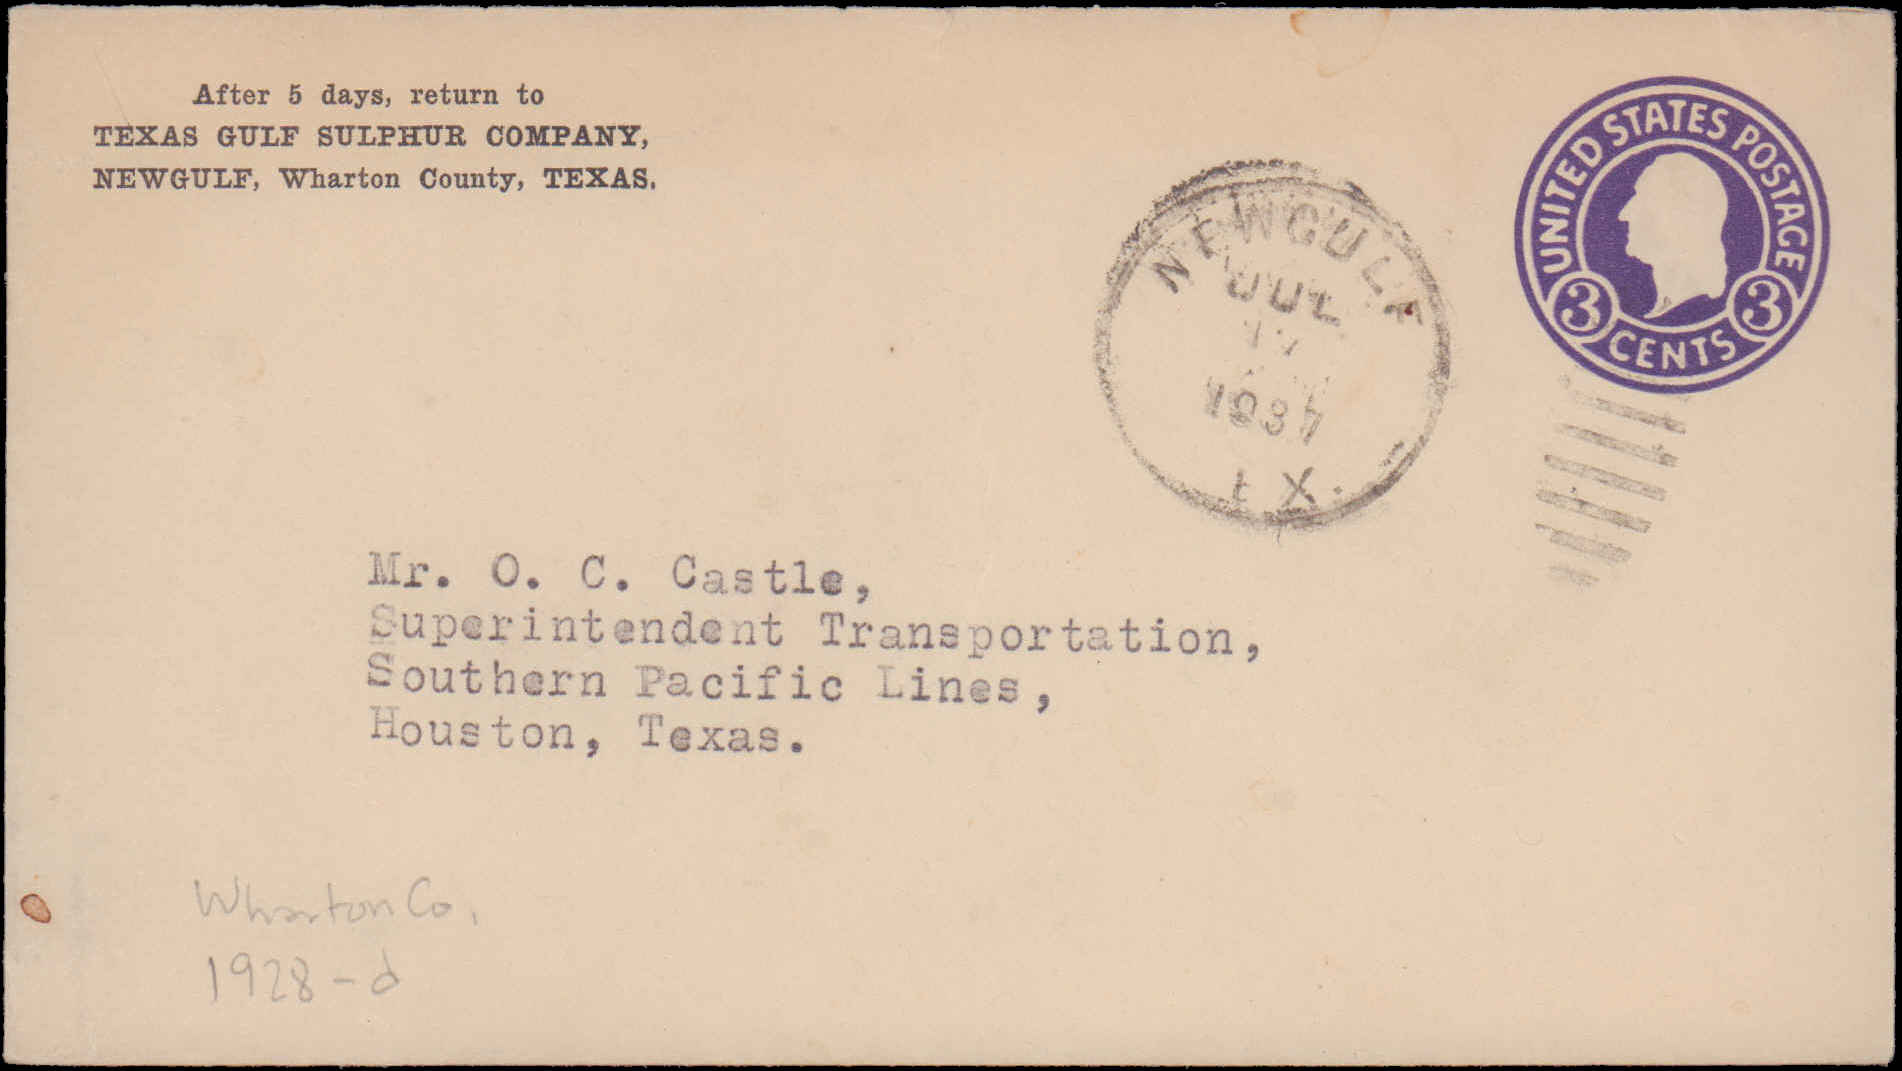 After 5 days, return to
TEXAS GULF SULPHUR COMPANY,
NEWGULF, Wharton County, TEXAS.
UNITED STATES POSTAGE
3 CENTS 3
NEWGULF
JUL
1937
TX.
Mr. O. C. Castle,
Superintendent Transportation,
Southern Pacific Lines,
Houston, Texas.
Wharton Co.
1928-d